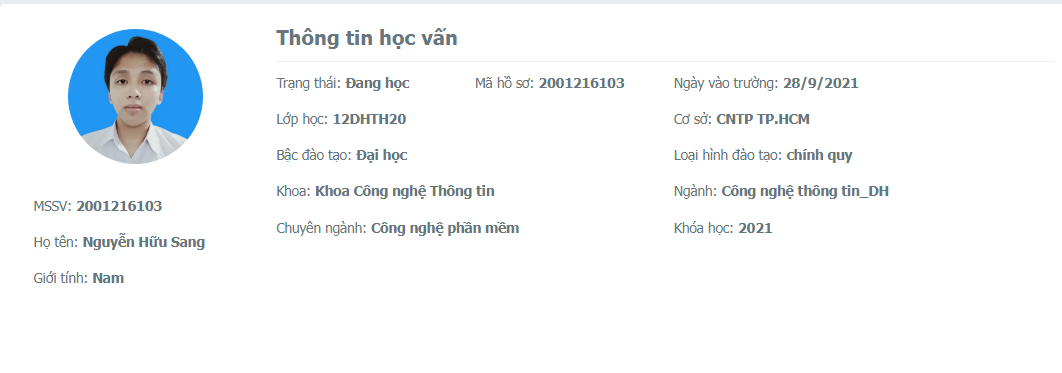 Thông tin học vấn
Trạng thái: Đang học Mã hồ sơ: 2001216103 Ngày vào trường: 28/9/2021
Lớp học: 12DHTH20 Cơ sở: CNTP TP.HCM
Bậc đào tạo: Đại học Loại hình đào tạo: chính quy
Khoa: Khoa Công nghệ Thông tin Ngành: Công nghệ thông tin_DH
Chuyên ngành: Công nghệ phần mềm Khóa học: 2021
MSSV: 2001216103
Họ tên: Nguyễn Hữu Sang
Giới tính: Nam